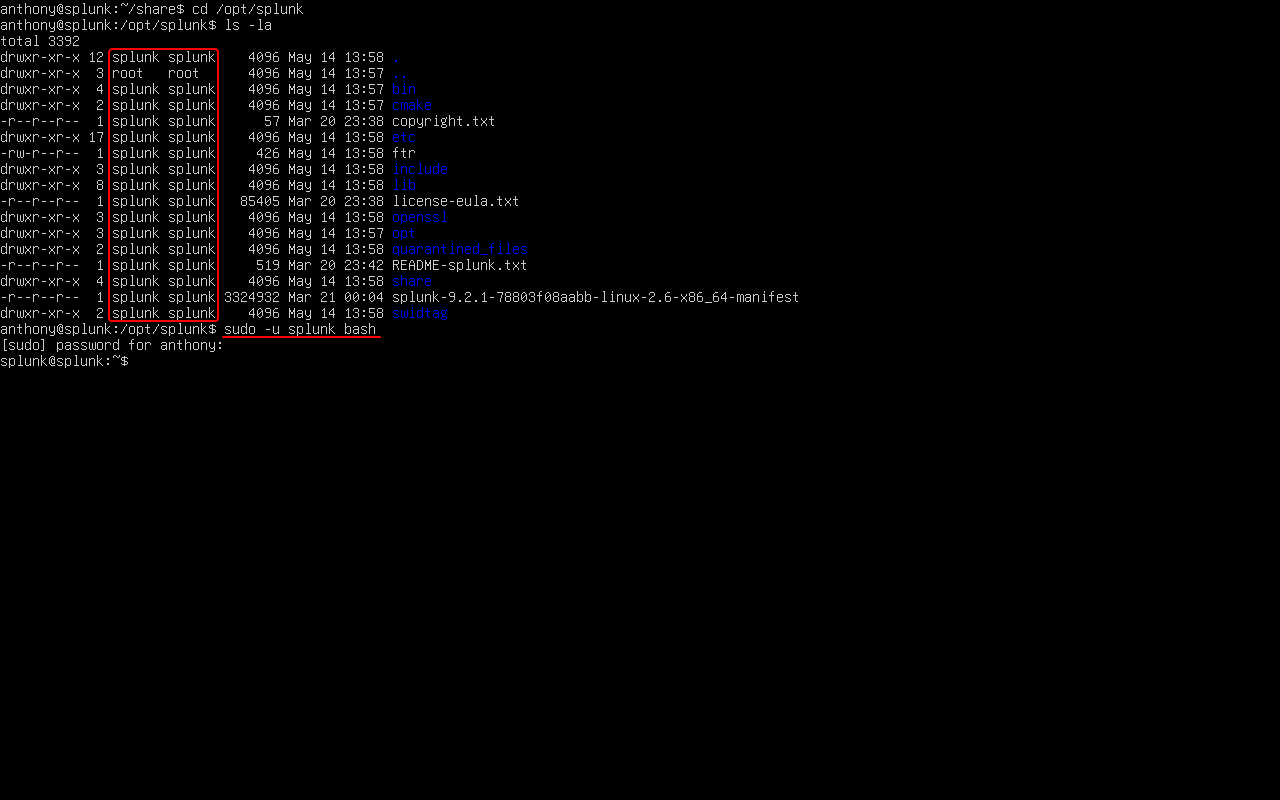 anthony@splunk:~/share$ cd /opt/splunk
anthony@splunk:/opt/splunk$ ls -la
total 3392
drwxr-xr-x 12 splunk splunk    4096 May 14 13:58 .
drwxr-xr-x  3 root   root      4096 May 14 13:57 ..
drwxr-xr-x  4 splunk splunk    4096 May 14 13:57 bin
drwxr-xr-x  2 splunk splunk    4096 May 14 13:57 cmake
-r--r--r--  1 splunk splunk      57 Mar 20 23:38 copyright.txt
drwxr-xr-x 17 splunk splunk    4096 May 14 13:58 etc
-rw-r--r--  1 splunk splunk     426 May 14 13:58 ftr
drwxr-xr-x  3 splunk splunk    4096 May 14 13:58 include
drwxr-xr-x  8 splunk splunk    4096 May 14 13:58 lib
-r--r--r--  1 splunk splunk   85405 Mar 20 23:38 license-eula.txt
drwxr-xr-x  3 splunk splunk    4096 May 14 13:58 openssl
drwxr-xr-x  3 splunk splunk    4096 May 14 13:57 opt
drwxr-xr-x  2 splunk splunk    4096 May 14 13:58 quarantined_files
-r--r--r--  1 splunk splunk     519 Mar 20 23:42 README-splunk.txt
drwxr-xr-x  4 splunk splunk    4096 May 14 13:58 share
-r--r--r--  1 splunk splunk 3324932 Mar 21 00:04 splunk-9.2.1-78803f08aabb-linux-2.6-x86_64-manifest
drwxr-xr-x  2 splunk splunk    4096 May 14 13:58 swidtag
anthony@splunk:/opt/splunk$ sudo -u splunk bash
[sudo] password for anthony:
splunk@splunk:~$